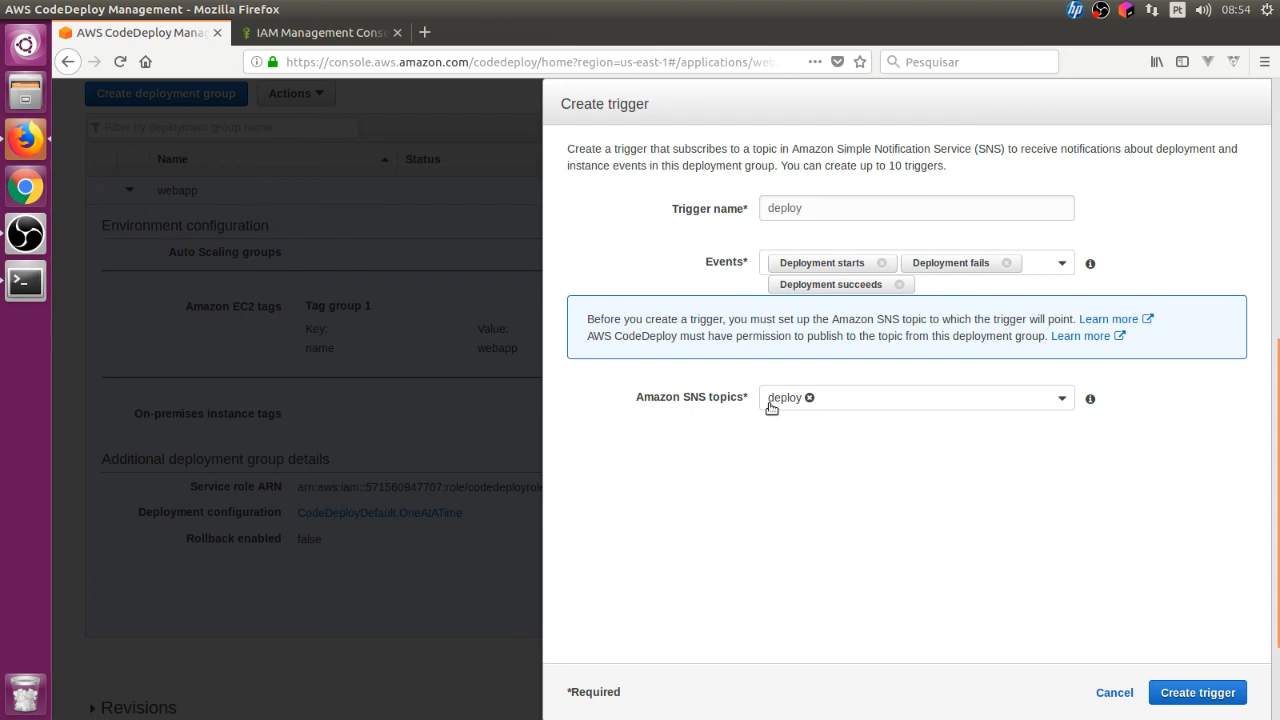 AWS CodeDeploy Management - Mozilla Firefox
Pt
08:54
AWS CodeDeploy Mana
IAM Management Conso
https://console.aws.amazon.com/codedeploy/home?region=us-east-1#/applications/web
Pesquisar
Create deployment group
Actions
Filter by deployment group name
Name
Status
webapp
Environment configuration
Auto Scaling groups
Amazon EC2 tags
Tag group 1
Key:
Value:
name
webapp
On-premises instance tags
Additional deployment group details
Service role ARN
arn:aws:iam::571560947707:role/codedeployrole
Deployment configuration
CodeDeployDefault.OneAtATime
Rollback enabled
false
Revisions
Create trigger
Create a trigger that subscribes to a topic in Amazon Simple Notification Service (SNS) to receive notifications about deployment and
instance events in this deployment group. You can create up to 10 triggers.
Trigger name*
deploy
Events*
Deployment starts
Deployment fails
Deployment succeeds
Before you create a trigger, you must set up the Amazon SNS topic to which the trigger will point. Learn more
AWS CodeDeploy must have permission to publish to the topic from this deployment group. Learn more
Amazon SNS topics*
deploy
*Required
Cancel
Create trigger